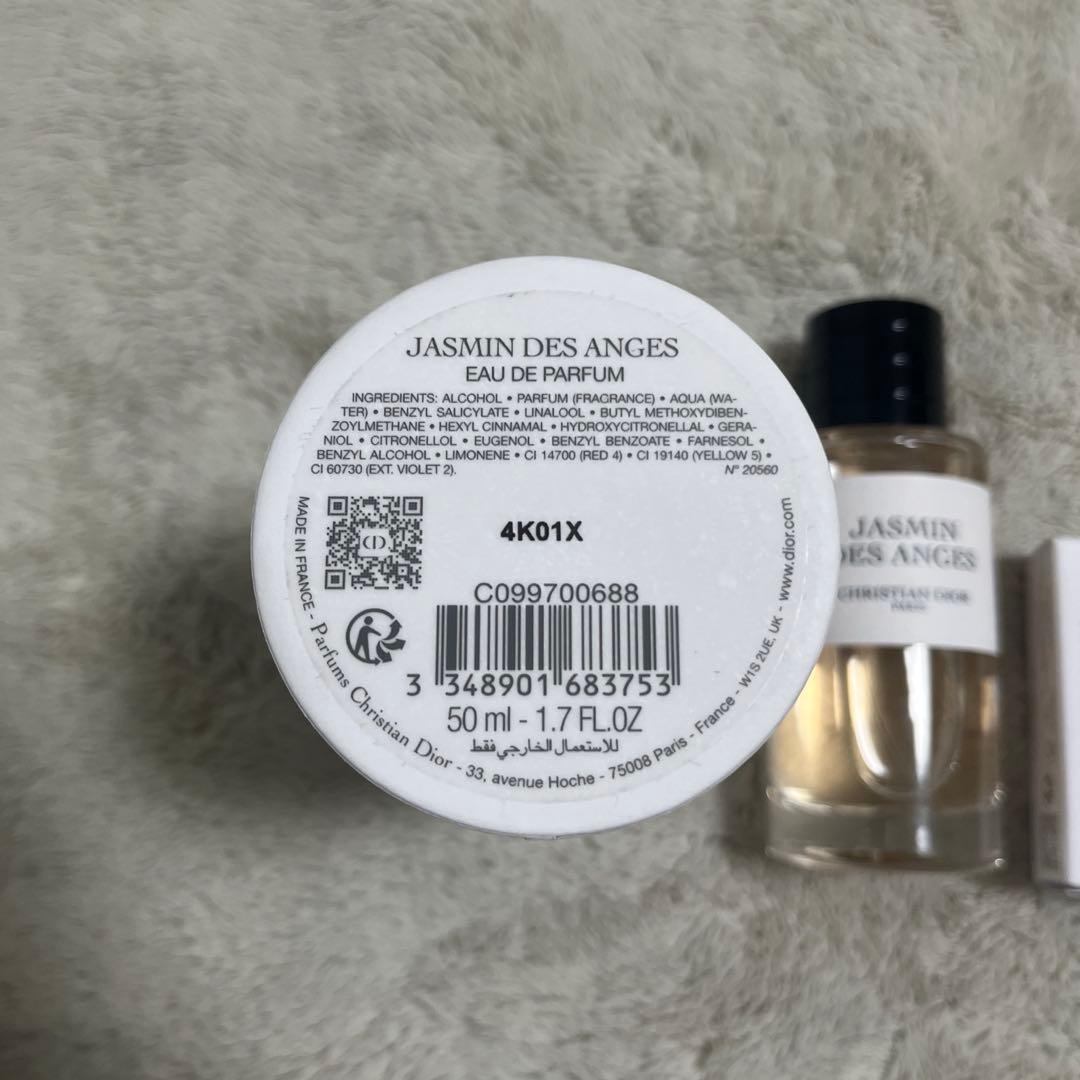 JASMIN DES ANGES
EAU DE PARFUM
INGREDIENTS: ALCOHOL • PARFUM (FRAGRANCE) • AQUA (WA-
TER) • BENZYL SALICYLATE • LINALOOL • BUTYL METHOXYDIBEN-
ZOYLMETHANE • HEXYL CINNAMAL • HYDROXYCITRONELLAL • GERA-
NIOL • CITRONELLOL • EUGENOL • BENZYL BENZOATE • FARNESOL •
BENZYL ALCOHOL • LIMONENE • CI 14700 (RED 4) • CI 19140 (YELLOW 5) •
CI 60730 (EXT. VIOLET 2). N° 20560
CD
4K01X
C099700688
3 348901 683753
50 ml - 1.7 FL.OZ
للاستعمال الخارجي فقط
MADE IN FRANCE - Parfums Christian Dior - 33, avenue Hoche - 75008 Paris - France - W1S 2UE. UK - www.dior.com
JASMIN
DES ANGES
CHRISTIAN DIOR
PARIS